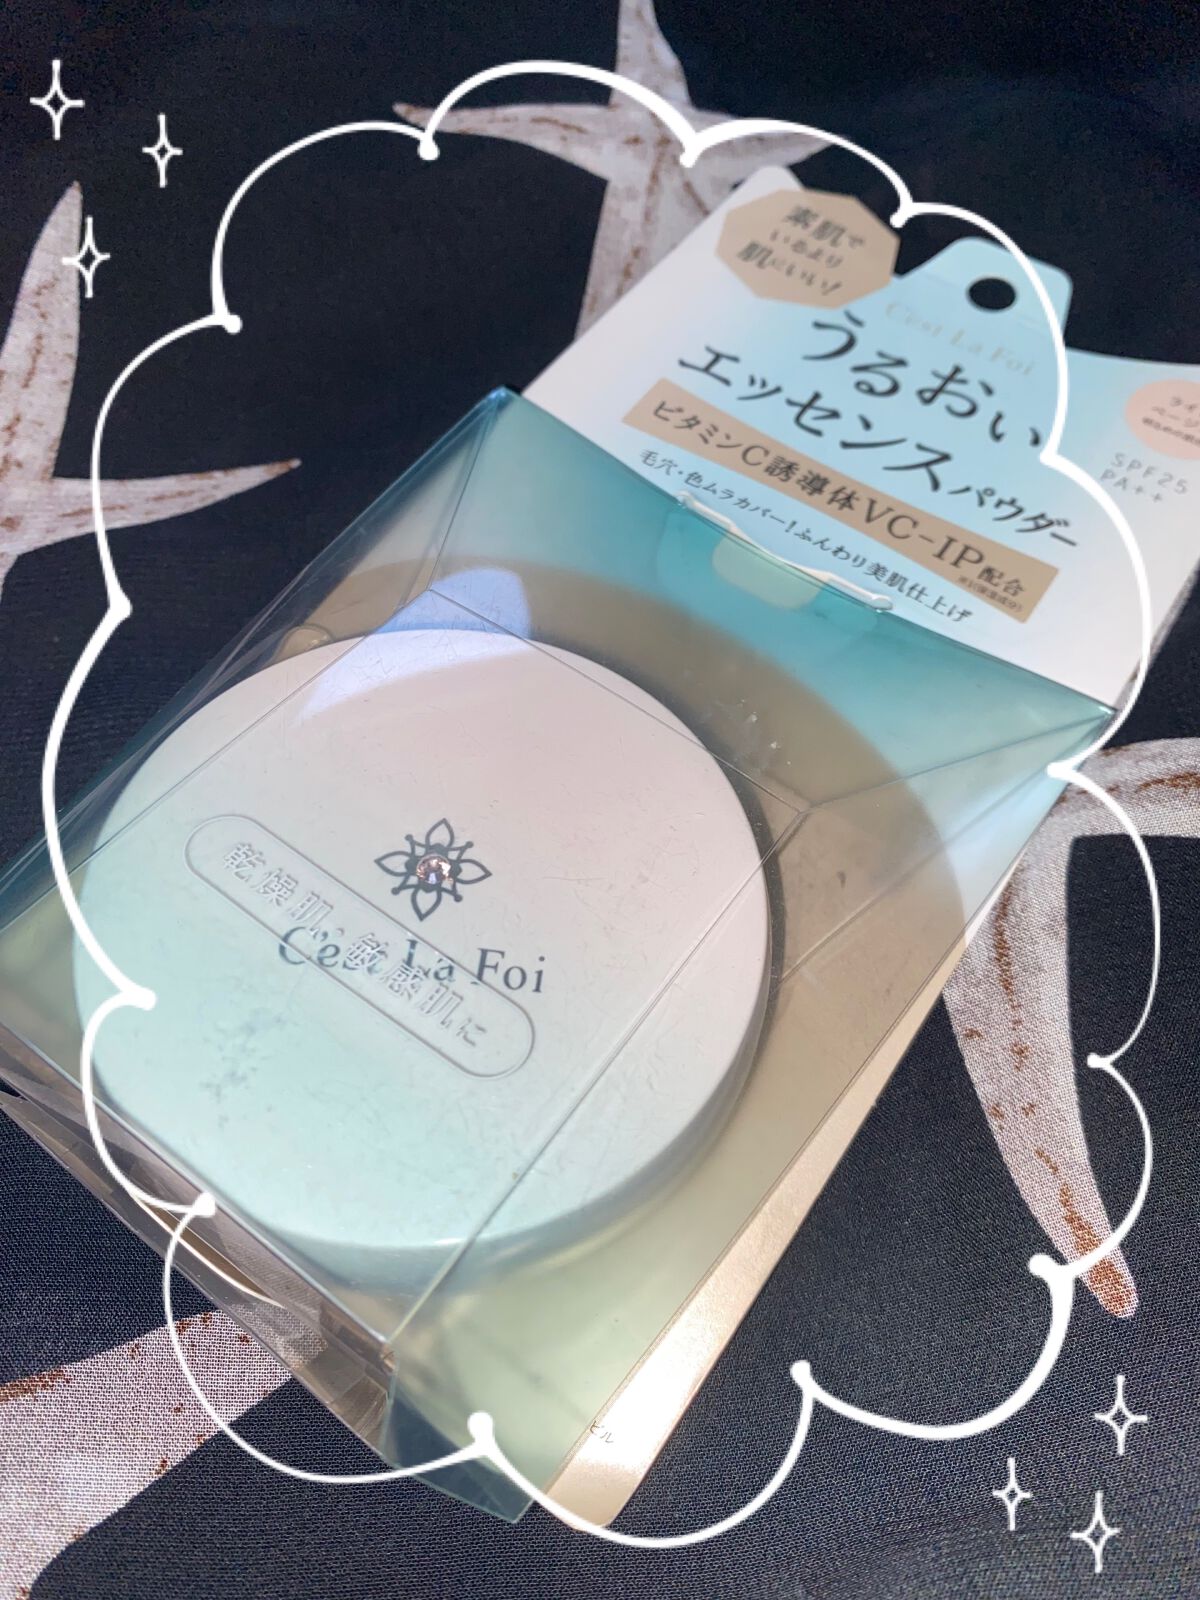 素肌で
いるより
肌にいい!
C'est La Foi
うるおい
エッセンスパウダー
ビタミンC誘導体VC-IP配合
毛穴・色ムラカバー!ふんわり美肌仕上げ
SPF25
PA++
C'est La Foi
乾燥肌、敏感肌に